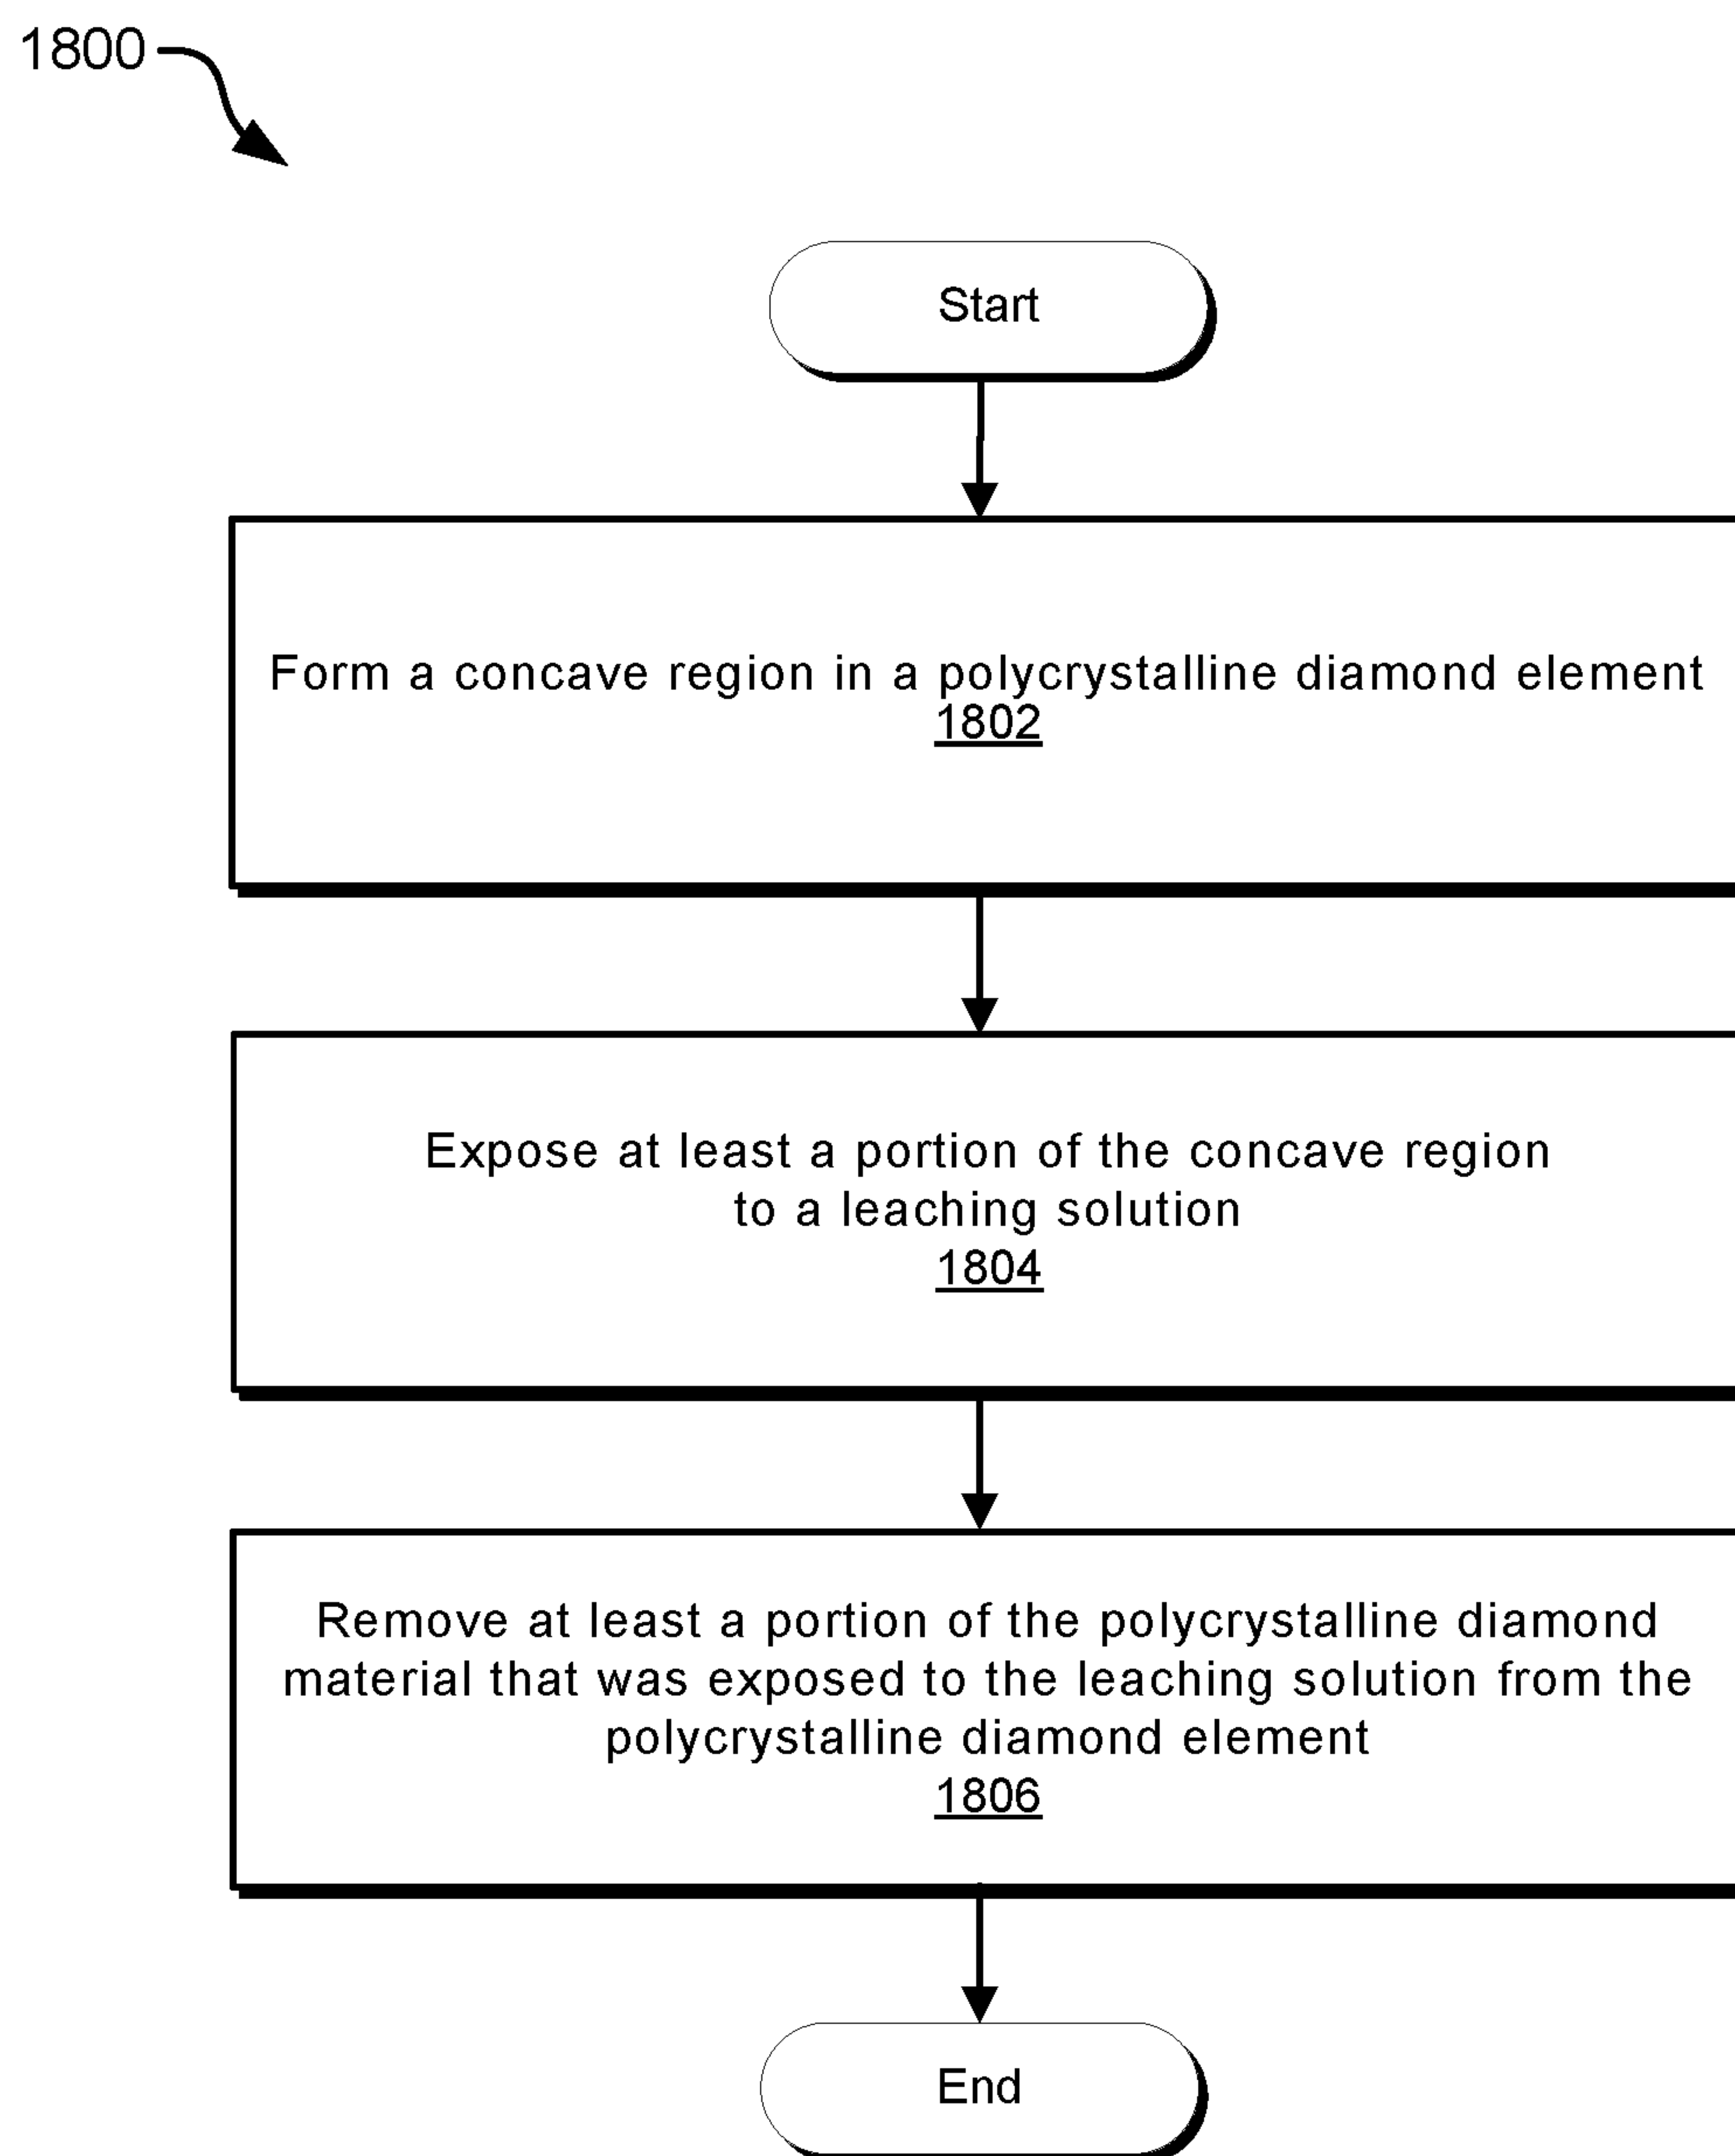 1800
Start
Form a concave region in a polycrystalline diamond element
1802
Expose at least a portion of the concave region
to a leaching solution
1804
Remove at least a portion of the polycrystalline diamond
material that was exposed to the leaching solution from the
polycrystalline diamond element
1806
End